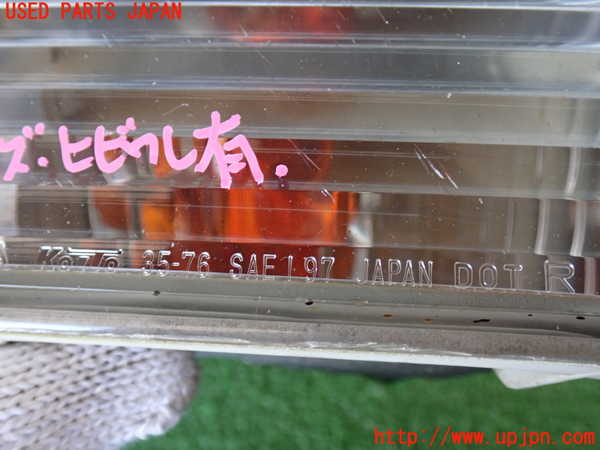 USED PARTS JAPAN
ズ.ヒビわレ有.
KOITO 35-76 SAE I 97 JAPAN DOT R
http://www.upjpn.com/